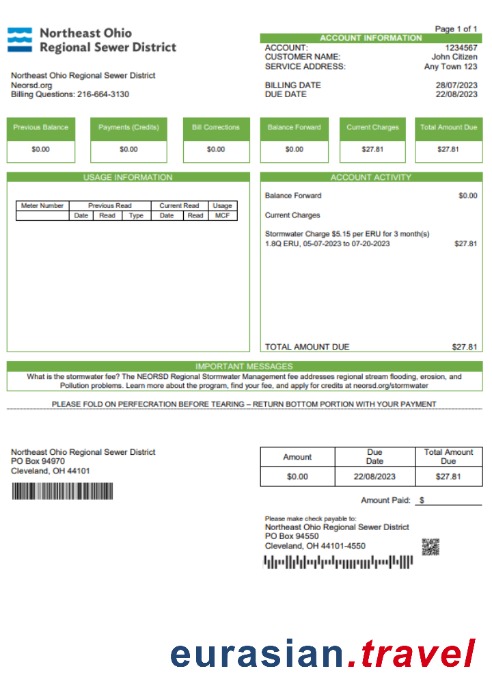 Northeast Ohio
Regional Sewer District
Page 1 of 1
ACCOUNT INFORMATION
ACCOUNT: 1234567
CUSTOMER NAME: John Citizen
SERVICE ADDRESS: Any Town 123
Northeast Ohio Regional Sewer District
Neorsd.org
Billing Questions: 216-664-3130
BILLING DATE 28/07/2023
DUE DATE 22/08/2023
Previous Balance Payments (Credits) Bill Corrections Balance Forward Current Charges Total Amount Due
$0.00 $0.00 $0.00 $0.00 $27.81 $27.81
USAGE INFORMATION
Meter Number Previous Read Current Read Usage
Date Read Type Date Read MCF
ACCOUNT ACTIVITY
Balance Forward $0.00
Current Charges
Stormwater Charge $5.15 per ERU for 3 month(s)
1.8Q ERU, 05-07-2023 to 07-20-2023 $27.81
TOTAL AMOUNT DUE $27.81
IMPORTANT MESSAGES
What is the stormwater fee? The NEORSD Regional Stormwater Management fee addresses regional stream flooding, erosion, and
Pollution problems. Learn more about the program, find your fee, and apply for credits at neorsd.org/stormwater
PLEASE FOLD ON PERFECRATION BEFORE TEARING – RETURN BOTTOM PORTION WITH YOUR PAYMENT
Northeast Ohio Regional Sewer District
PO Box 94970
Cleveland, OH 44101
Amount Due Date Total Amount Due
$0.00 22/08/2023 $27.81
Amount Paid: $
Please make check payable to:
Northeast Ohio Regional Sewer District
PO Box 94550
Cleveland, OH 44101-4550
eurasian.travel